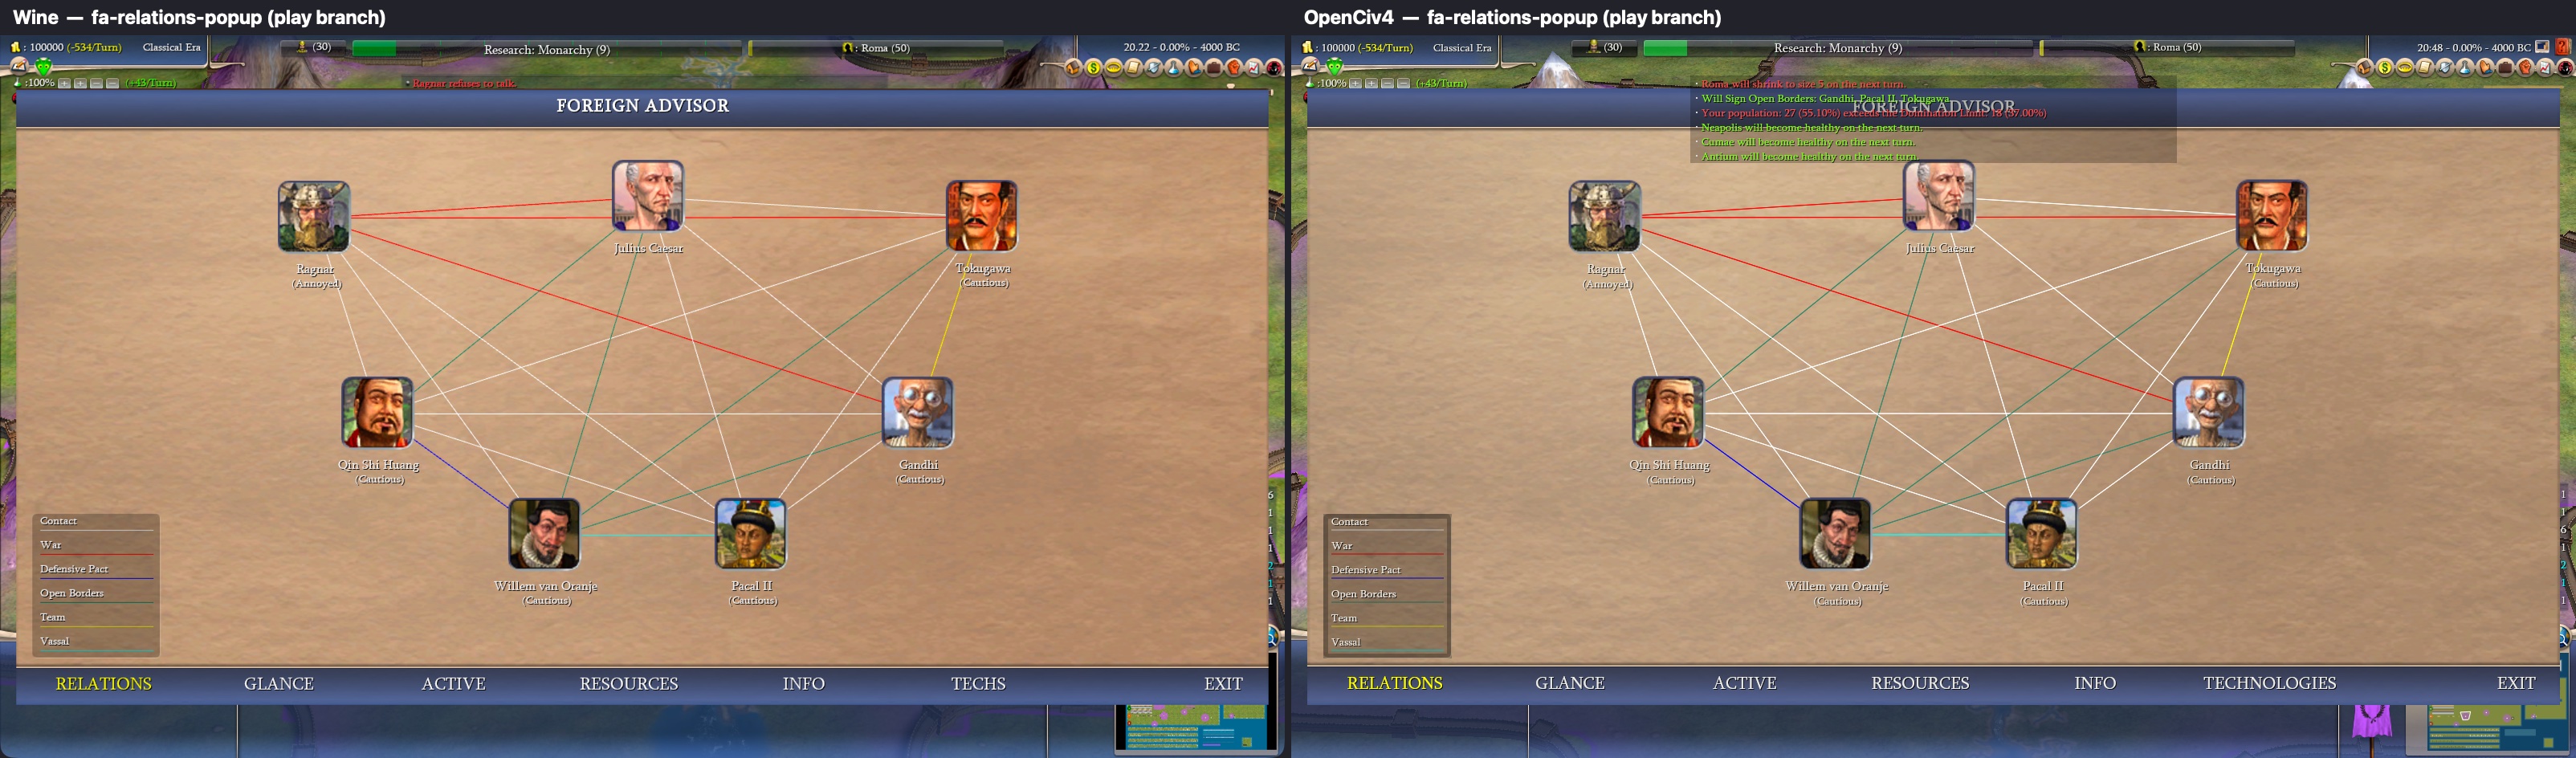 Wine — fa-relations-popup (play branch)
: 100000 (-534/Turn)
Classical Era
(30)
Research: Monarchy (9)
: Roma (50)
20.22 - 0.00% - 4000 BC
:100%
(+43/Turn)
• Ragnar refuses to talk.
FOREIGN ADVISOR
Ragnar
(Annoyed)
Julius Caesar
Tokugawa
(Cautious)
Qin Shi Huang
(Cautious)
Gandhi
(Cautious)
Willem van Oranje
(Cautious)
Pacal II
(Cautious)
Contact
War
Defensive Pact
Open Borders
Team
Vassal
RELATIONS
GLANCE
ACTIVE
RESOURCES
INFO
TECHS
EXIT
OpenCiv4 — fa-relations-popup (play branch)
: 100000 (-534/Turn)
Classical Era
(30)
Research: Monarchy (9)
: Roma (50)
20:48 - 0.00% - 4000 BC
:100%
(+43/Turn)
• Roma will shrink to size 5 on the next turn.
• Will Sign Open Borders: Gandhi, Pacal II, Tokugawa
FOREIGN ADVISOR
• Your population: 27 (55.10%) exceeds the Domination Limit: 18 (37.00%)
• Neapolis will become healthy on the next turn.
• Cumae will become healthy on the next turn.
• Antium will become healthy on the next turn.
Ragnar
(Annoyed)
Julius Caesar
Tokugawa
(Cautious)
Qin Shi Huang
(Cautious)
Gandhi
(Cautious)
Willem van Oranje
(Cautious)
Pacal II
(Cautious)
Contact
War
Defensive Pact
Open Borders
Team
Vassal
RELATIONS
GLANCE
ACTIVE
RESOURCES
INFO
TECHNOLOGIES
EXIT